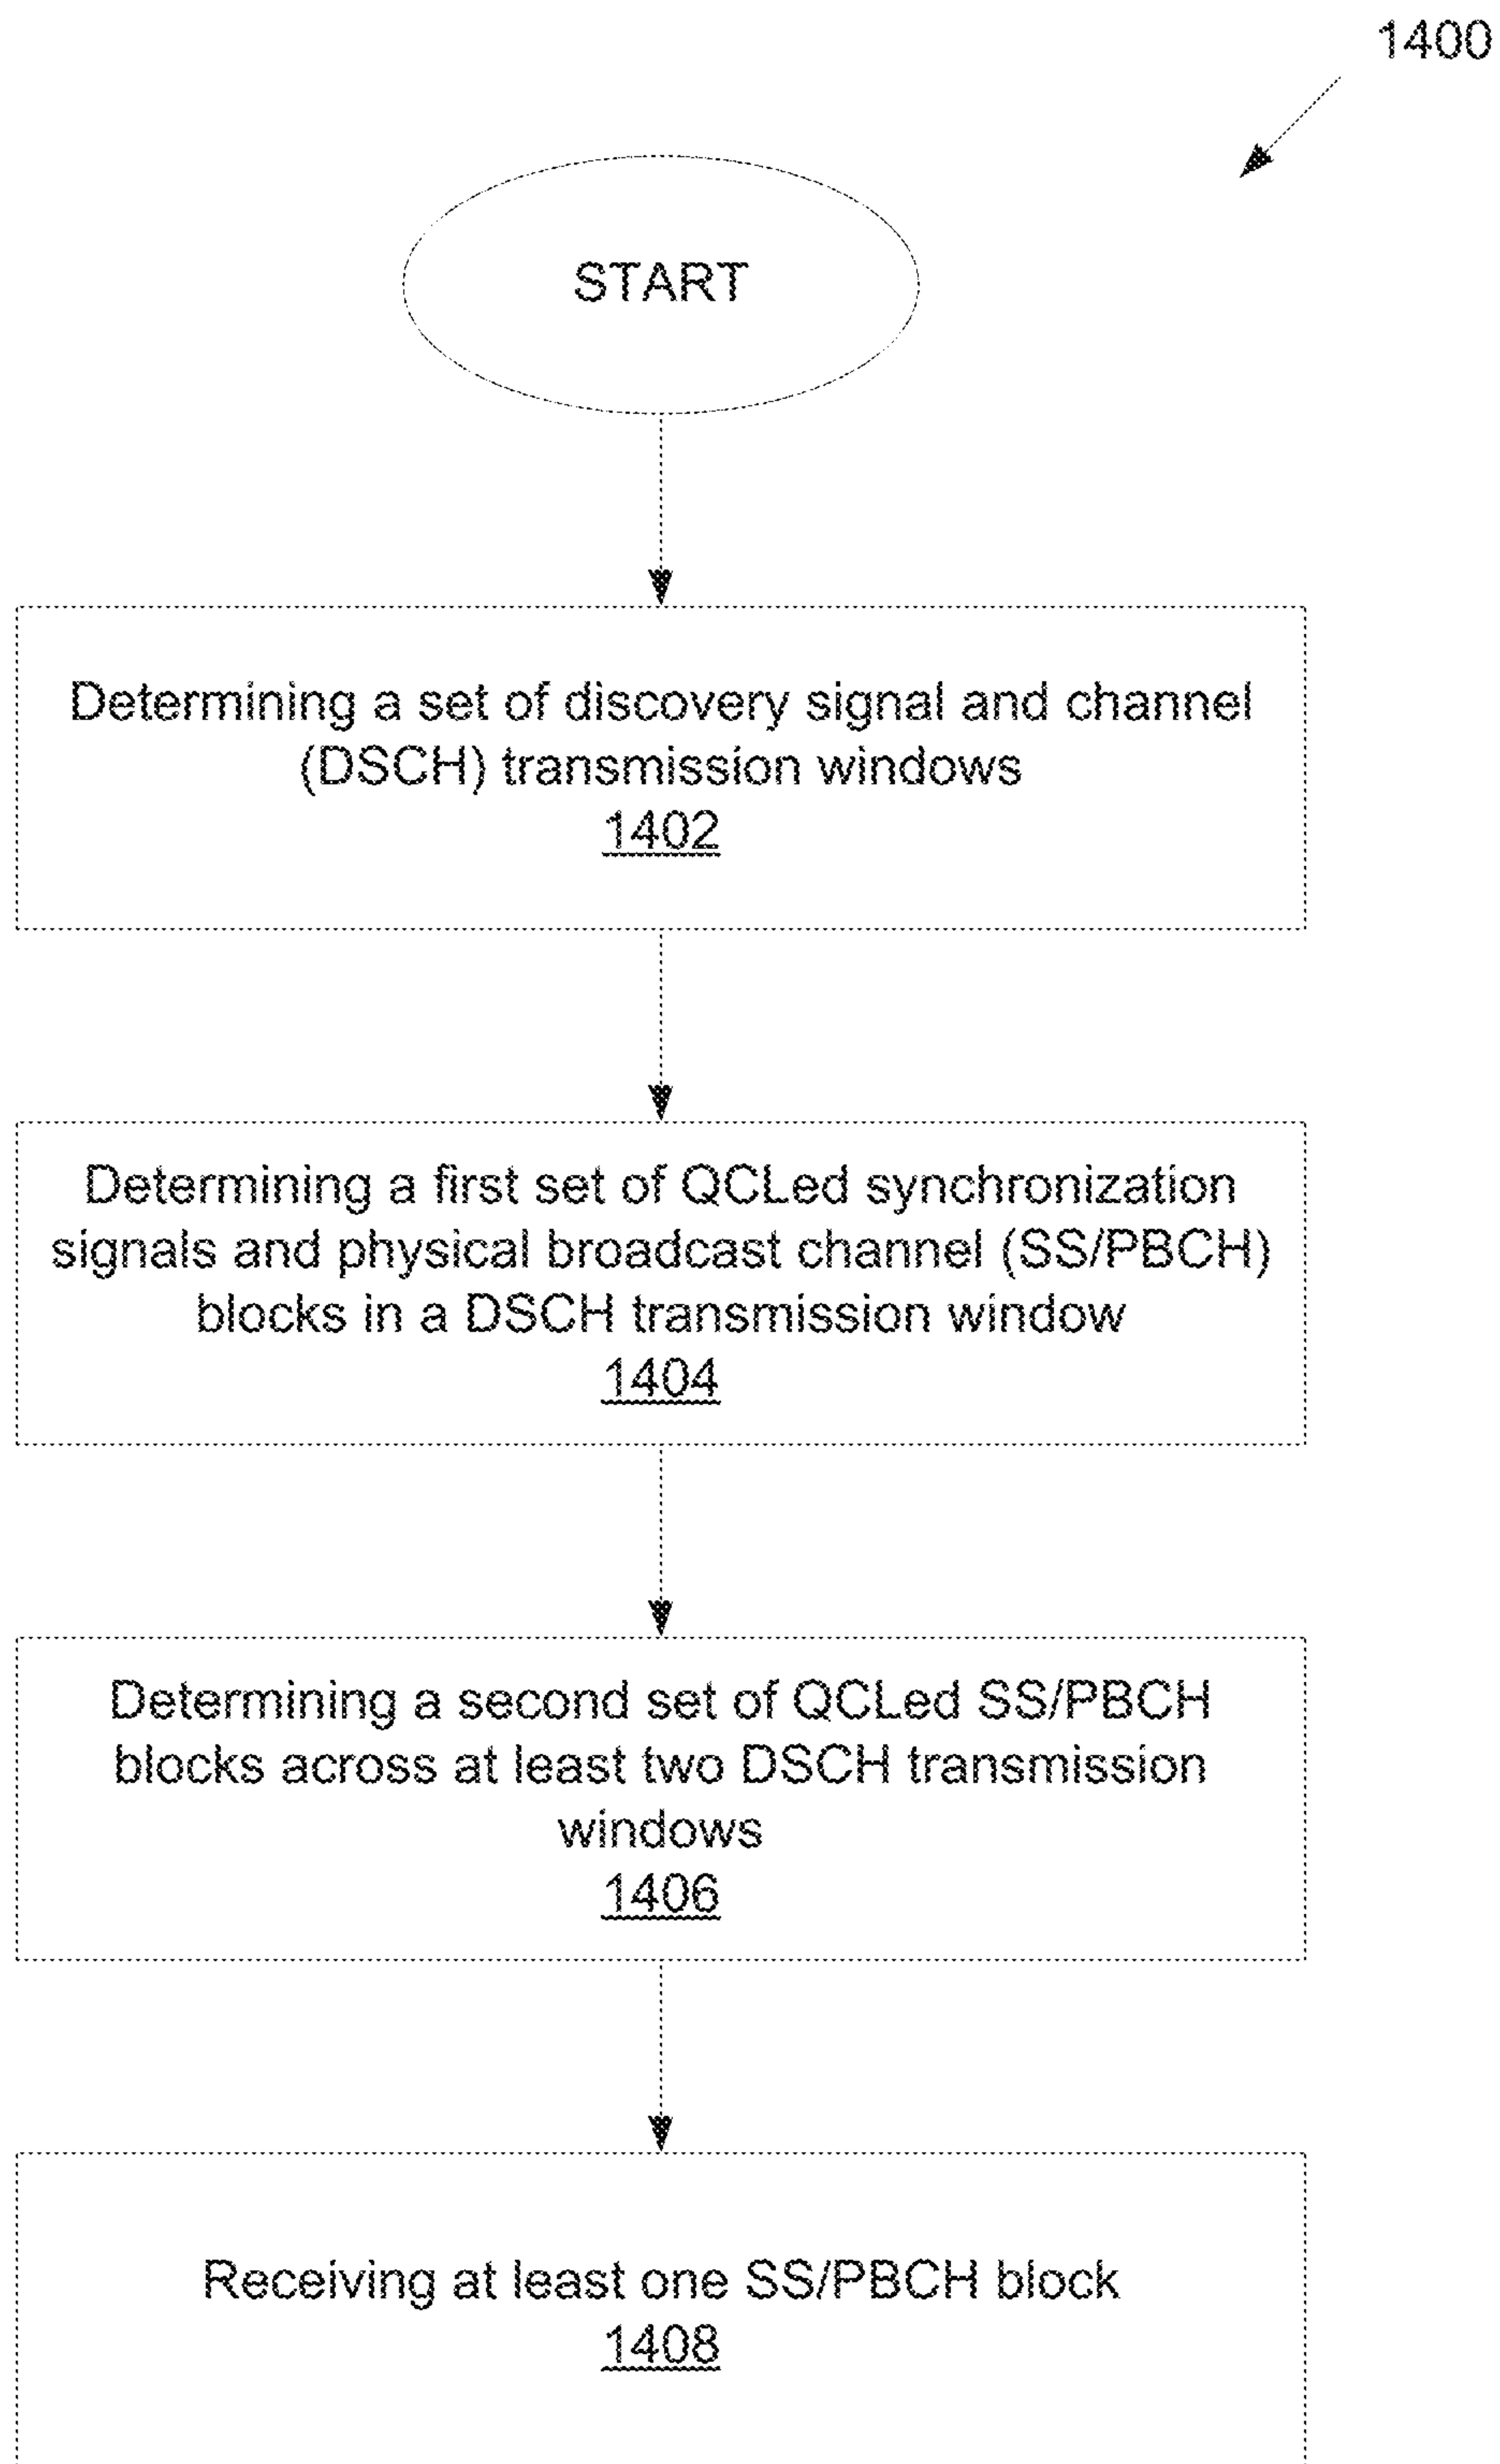 1400
START
Determining a set of discovery signal and channel
(DSCH) transmission windows
1402
Determining a first set of QCLed synchronization
signals and physical broadcast channel (SS/PBCH)
blocks in a DSCH transmission window
1404
Determining a second set of QCLed SS/PBCH
blocks across at least two DSCH transmission
windows
1406
Receiving at least one SS/PBCH block
1408